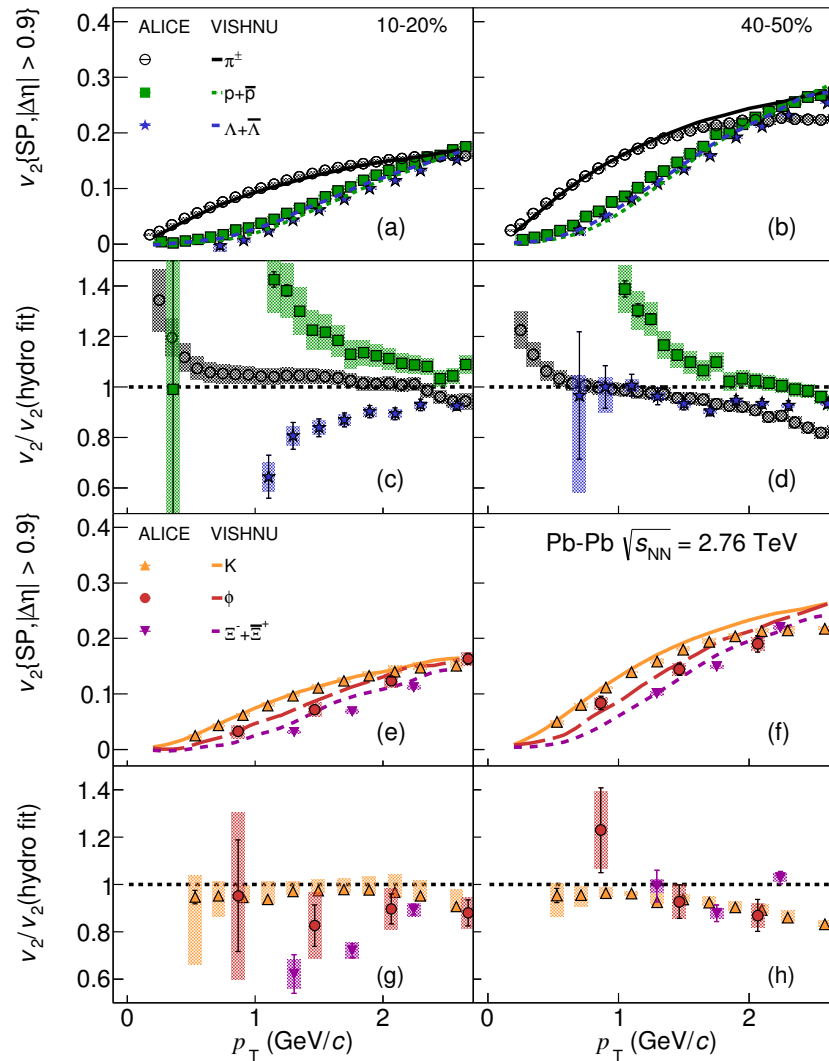 ALICE VISHNU 10-20% 40-50%
v₂{SP,|Δη| > 0.9}
0.4
π±
0.3
p+p̅
0.2
Λ+Λ̅
0.1
0
(a) (b)
v₂/v₂(hydro fit)
1.4
1.2
1
0.8
0.6
(c) (d)
ALICE VISHNU
Pb-Pb √sNN = 2.76 TeV
v₂{SP,|Δη| > 0.9}
0.4
K
0.3
φ
Ξ⁻+Ξ̅⁺
0.2
0.1
0
(e) (f)
v₂/v₂(hydro fit)
1.4
1.2
1
0.8
0.6
(g) (h)
0 1 2 0 1 2
pT (GeV/c) pT (GeV/c)